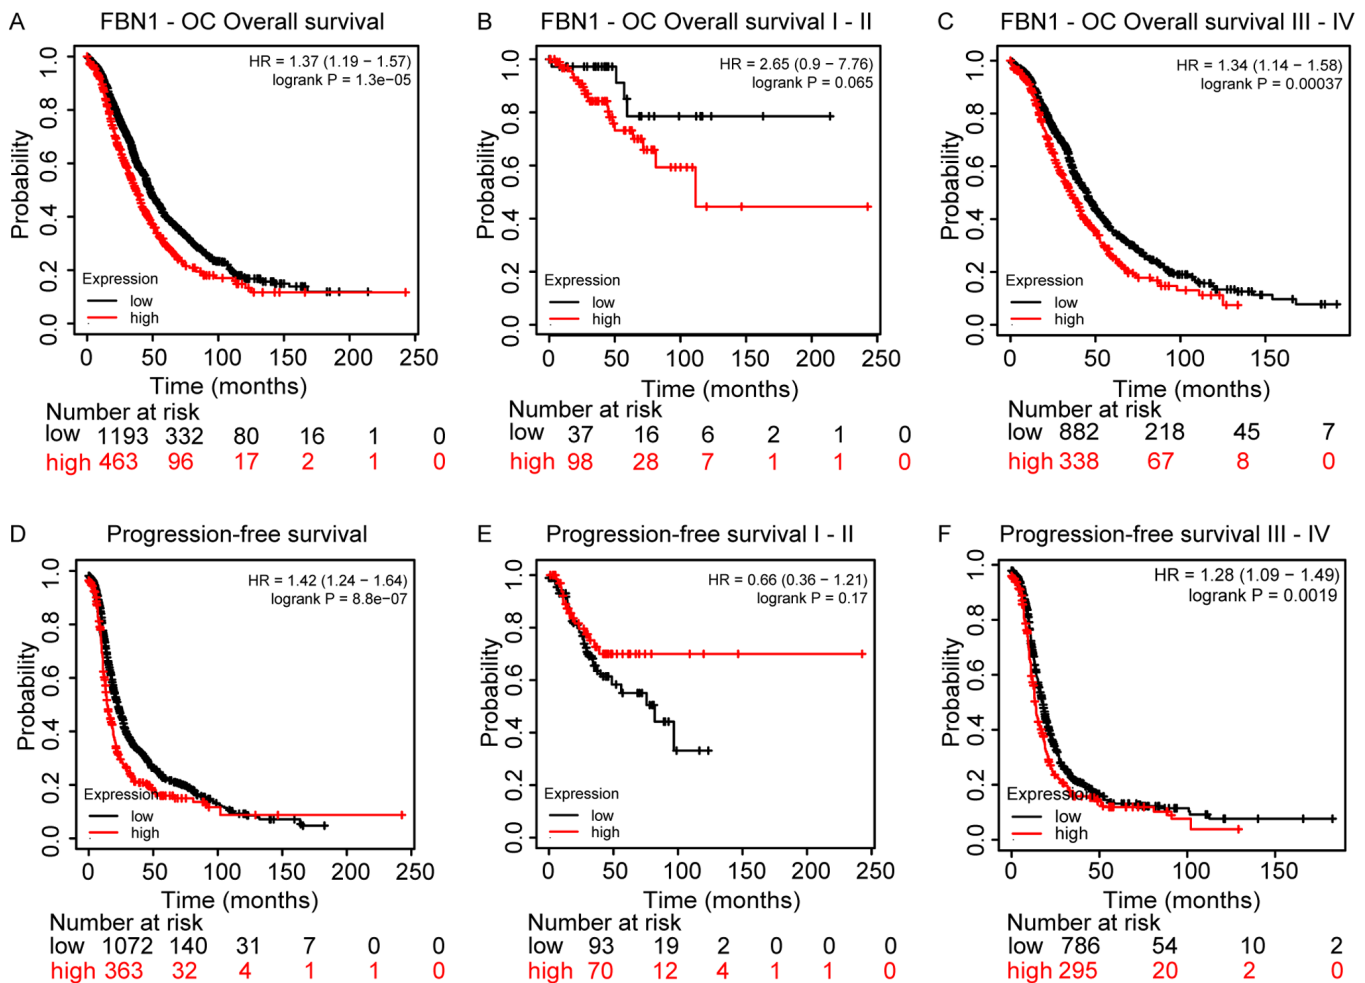 A FBN1 - OC Overall survival
HR = 1.37 (1.19 − 1.57)
logrank P = 1.3e−05
Probability
1.0
0.8
0.6
0.4
0.2
0.0
Expression
low
high
0 50 100 150 200 250
Time (months)
Number at risk
low 1193 332 80 16 1 0
high 463 96 17 2 1 0
B FBN1 - OC Overall survival I - II
HR = 2.65 (0.9 − 7.76)
logrank P = 0.065
Probability
1.0
0.8
0.6
0.4
0.2
0.0
Expression
low
high
0 50 100 150 200 250
Time (months)
Number at risk
low 37 16 6 2 1 0
high 98 28 7 1 1 0
C FBN1 - OC Overall survival III - IV
HR = 1.34 (1.14 − 1.58)
logrank P = 0.00037
Probability
1.0
0.8
0.6
0.4
0.2
0.0
Expression
low
high
0 50 100 150
Time (months)
Number at risk
low 882 218 45 7
high 338 67 8 0
D Progression-free survival
HR = 1.42 (1.24 − 1.64)
logrank P = 8.8e−07
Probability
1.0
0.8
0.6
0.4
0.2
0.0
Expression
low
high
0 50 100 150 200 250
Time (months)
Number at risk
low 1072 140 31 7 0 0
high 363 32 4 1 1 0
E Progression-free survival I - II
HR = 0.66 (0.36 − 1.21)
logrank P = 0.17
Probability
1.0
0.8
0.6
0.4
0.2
0.0
Expression
low
high
0 50 100 150 200 250
Time (months)
Number at risk
low 93 19 2 0 0 0
high 70 12 4 1 1 0
F Progression-free survival III - IV
HR = 1.28 (1.09 − 1.49)
logrank P = 0.0019
Probability
1.0
0.8
0.6
0.4
0.2
0.0
Expression
low
high
0 50 100 150
Time (months)
Number at risk
low 786 54 10 2
high 295 20 2 0